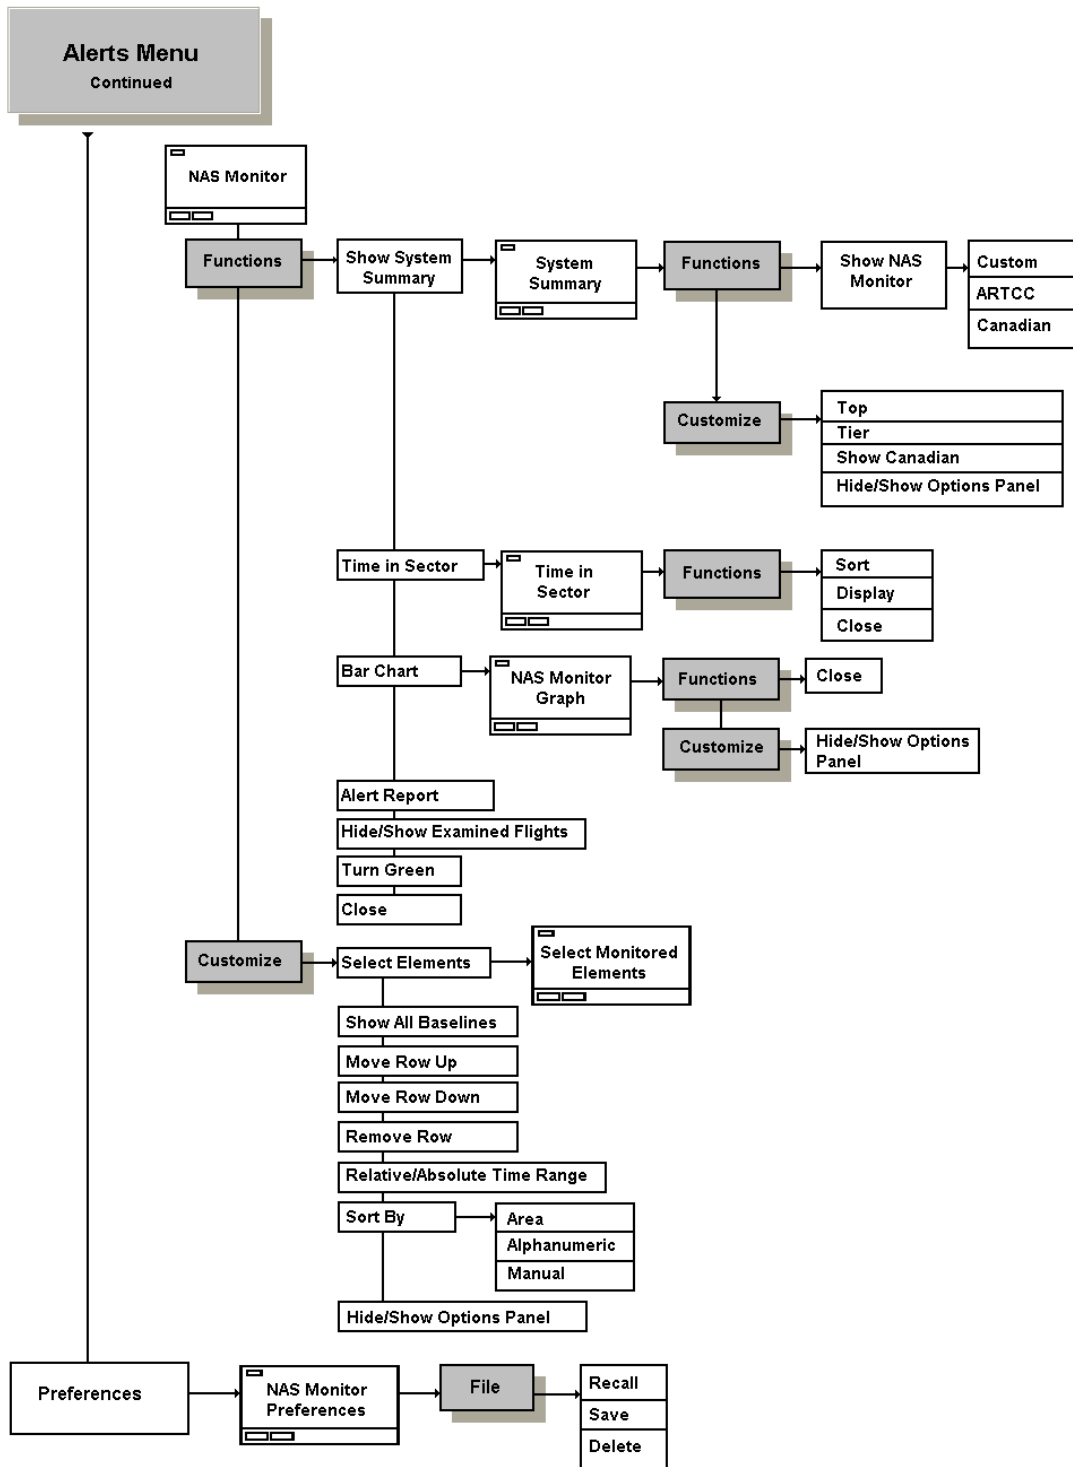 Alerts Menu
Continued
NAS Monitor
Functions
Show System
Summary
System
Summary
Functions
Show NAS
Monitor
Custom
ARTCC
Canadian
Customize
Top
Tier
Show Canadian
Hide/Show Options Panel
Time in Sector
Time in
Sector
Functions
Sort
Display
Close
Bar Chart
NAS Monitor
Graph
Functions
Close
Customize
Hide/Show Options
Panel
Alert Report
Hide/Show Examined Flights
Turn Green
Close
Customize
Select Elements
Select Monitored
Elements
Show All Baselines
Move Row Up
Move Row Down
Remove Row
Relative/Absolute Time Range
Sort By
Area
Alphanumeric
Manual
Hide/Show Options Panel
Preferences
NAS Monitor
Preferences
File
Recall
Save
Delete